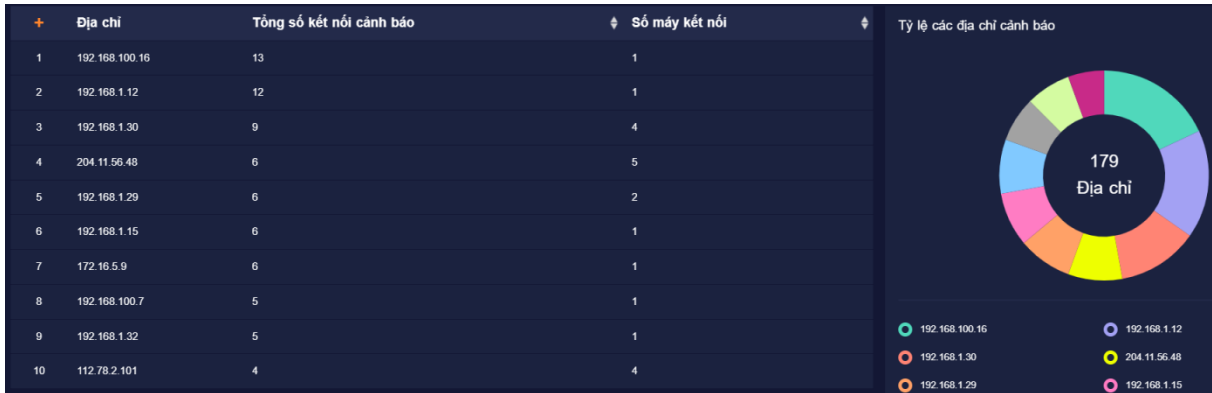 + Địa chỉ Tổng số kết nối cảnh báo Số máy kết nối
1 192.168.100.16 13 1
2 192.168.1.12 12 1
3 192.168.1.30 9 4
4 204.11.56.48 6 5
5 192.168.1.29 6 2
6 192.168.1.15 6 1
7 172.16.5.9 6 1
8 192.168.100.7 5 1
9 192.168.1.32 5 1
10 112.78.2.101 4 4
Tỷ lệ các địa chỉ cảnh báo
179
Địa chỉ
192.168.100.16 192.168.1.12
192.168.1.30 204.11.56.48
192.168.1.29 192.168.1.15